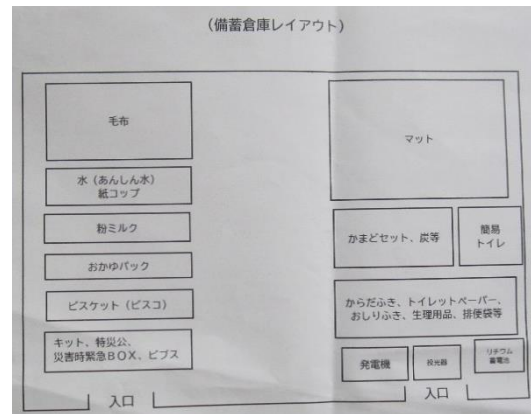 (備蓄倉庫レイアウト)
毛布
水(あんしん水)
紙コップ
粉ミルク
おかゆパック
ビスケット(ビスコ)
キット、特災公、
災害時緊急BOX、ビブス
入口
マット
かまどセット、炭等
簡易
トイレ
からだふき、トイレットペーパー、
おしりふき、生理用品、排便袋等
発電機
投光器
リチウム
蓄電池
入口